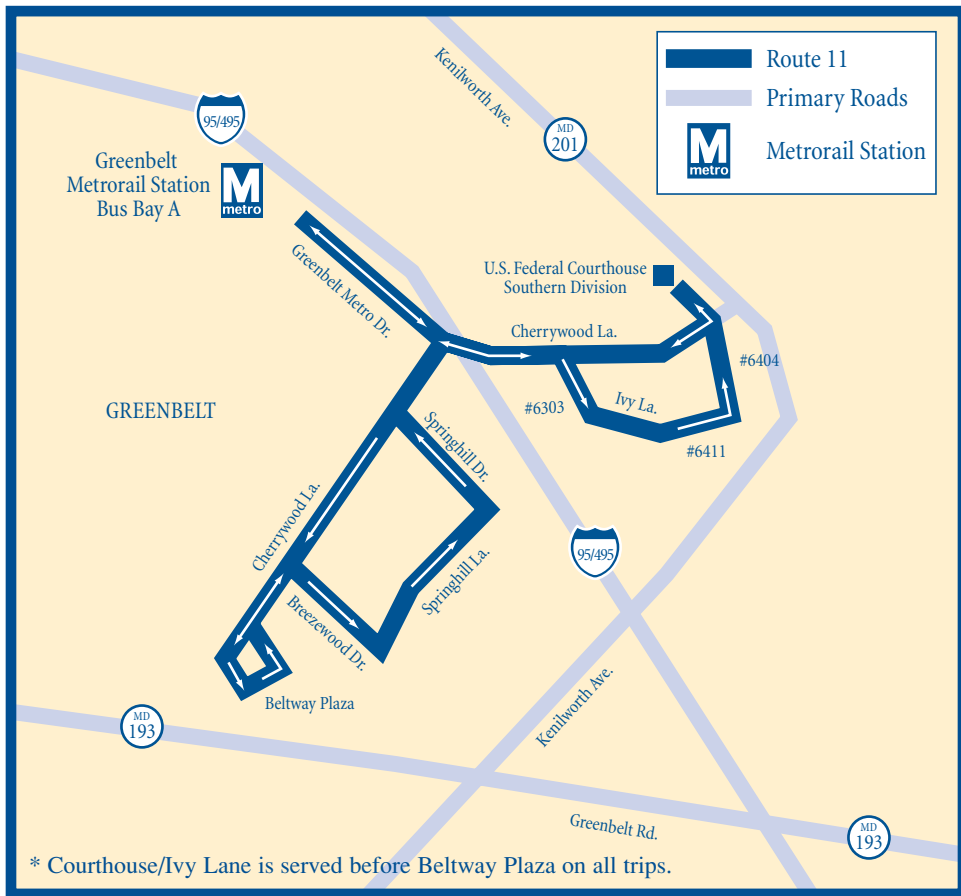 Route 11
Primary Roads
M
metro
Metrorail Station
Kenilworth Ave.
MD
201
95/495
Greenbelt
Metrorail Station
Bus Bay A
M
metro
Greenbelt Metro Dr.
U.S. Federal Courthouse
Southern Division
Cherrywood La.
#6404
#6303
Ivy La.
#6411
GREENBELT
Springhill Dr.
Cherrywood La.
Springhill La.
95/495
Breezewood Dr.
Beltway Plaza
Kenilworth Ave.
MD
193
Greenbelt Rd.
MD
193
* Courthouse/Ivy Lane is served before Beltway Plaza on all trips.